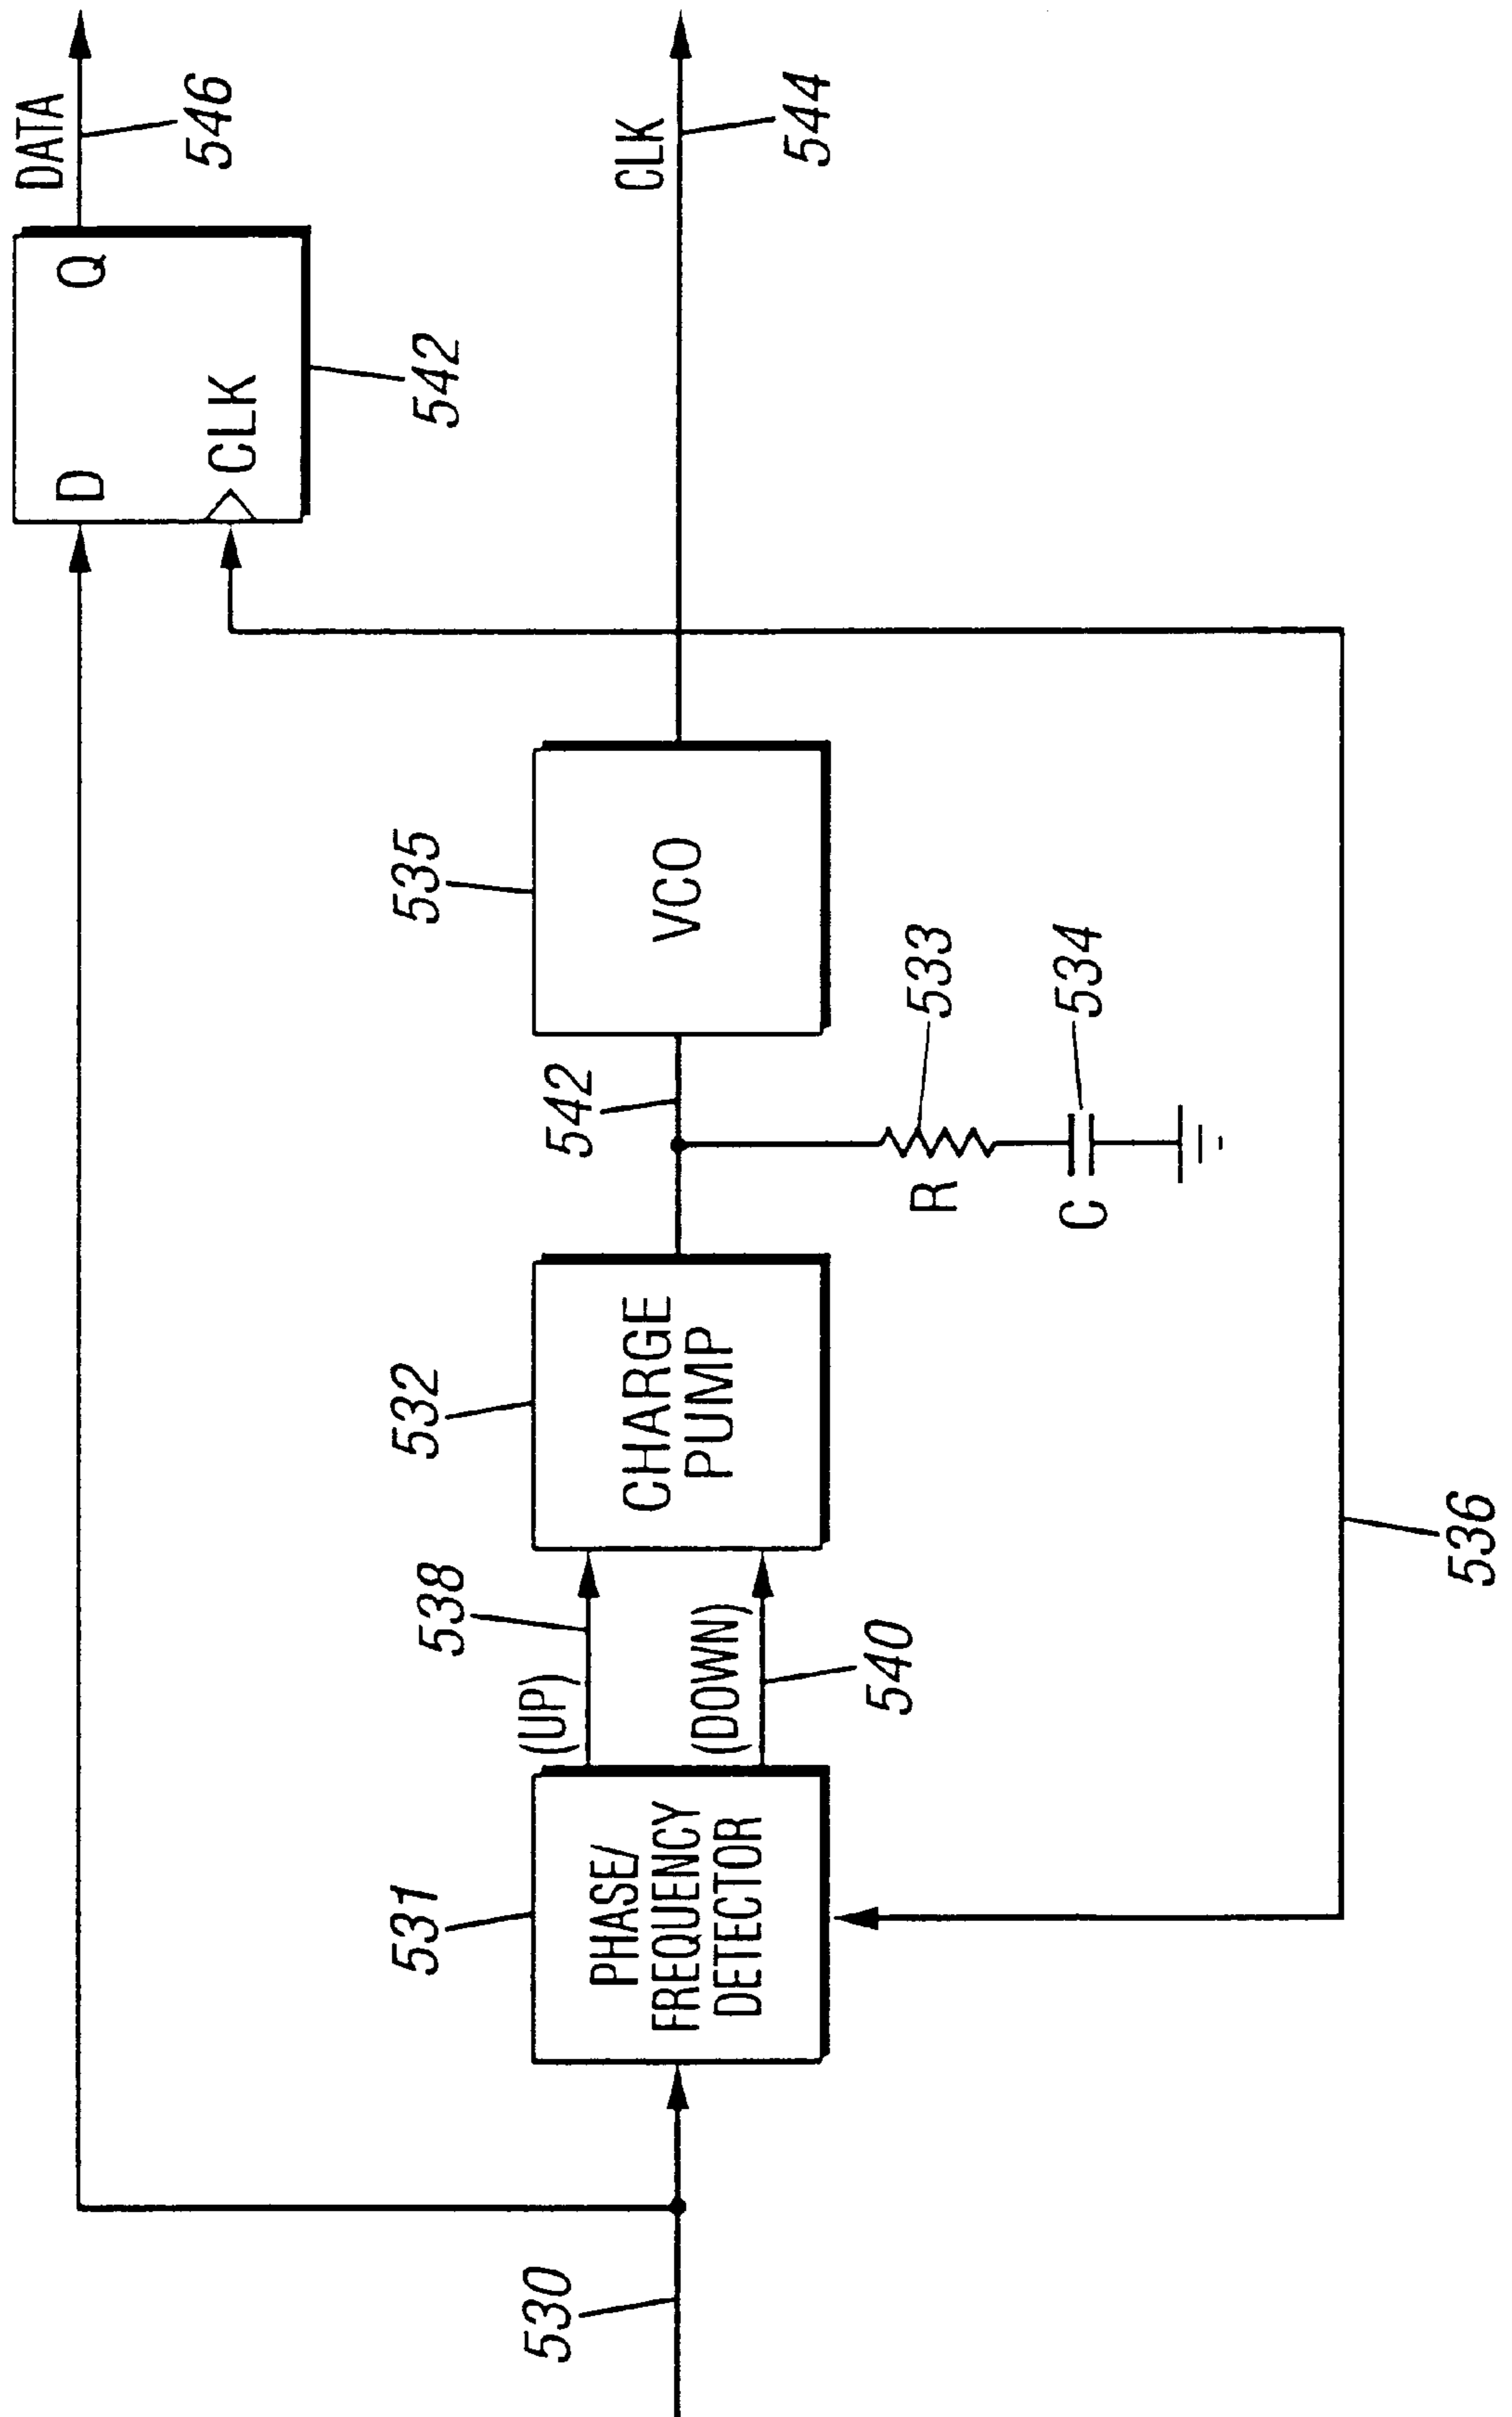 DATA
546
D
Q
CLK
542
CLK
544
535
VCO
542
533
R
534
C
532
CHARGE
PUMP
538
(UP)
(DOWN)
540
531
PHASE/
FREQUENCY
DETECTOR
536
530